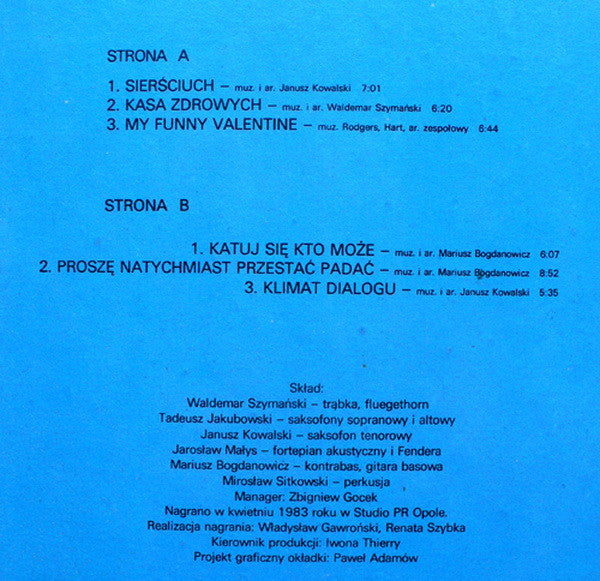 STRONA A
1. SIERŚCIUCH – muz. i ar. Janusz Kowalski 7:01
2. KASA ZDROWYCH – muz. i ar. Waldemar Szymański 6:20
3. MY FUNNY VALENTINE – muz. Rodgers, Hart, ar. zespołowy 6:44
STRONA B
1. KATUJ SIĘ KTO MOŻE – muz. i ar. Mariusz Bogdanowicz 6:07
2. PROSZĘ NATYCHMIAST PRZESTAĆ PADAĆ – muz. i ar. Mariusz Bogdanowicz 8:52
3. KLIMAT DIALOGU – muz. i ar. Janusz Kowalski 5:35
Skład:
Waldemar Szymański – trąbka, fluegethorn
Tadeusz Jakubowski – saksofony sopranowy i altowy
Janusz Kowalski – saksofon tenorowy
Jarosław Małys – fortepian akustyczny i Fendera
Mariusz Bogdanowicz – kontrabas, gitara basowa
Mirosław Sitkowski – perkusja
Manager: Zbigniew Gocek
Nagrano w kwietniu 1983 roku w Studio PR Opole.
Realizacja nagrania: Władysław Gawroński, Renata Szybka
Kierownik produkcji: Iwona Thierry
Projekt graficzny okładki: Paweł Adamów